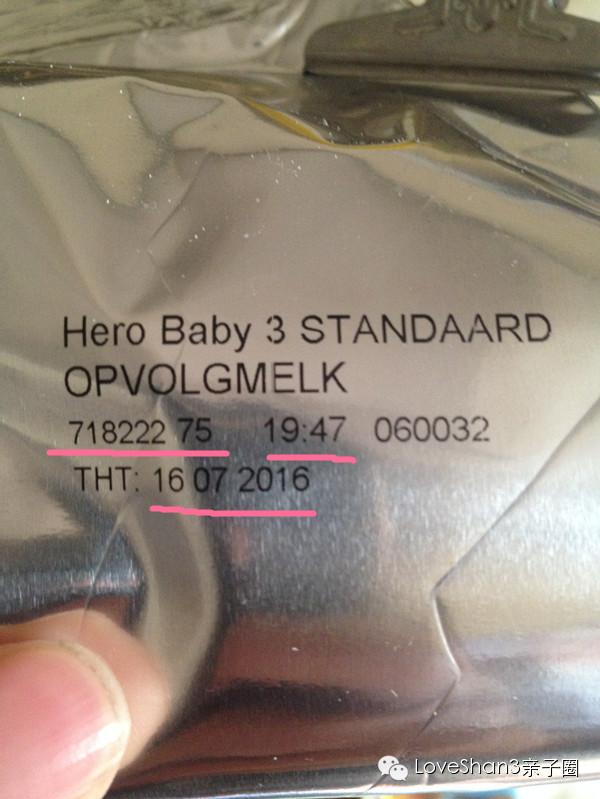 Hero Baby 3 STANDAARD
OPVOLGMELK
718222 75 19:47 060032
THT: 16 07 2016
LoveShan3亲子圈